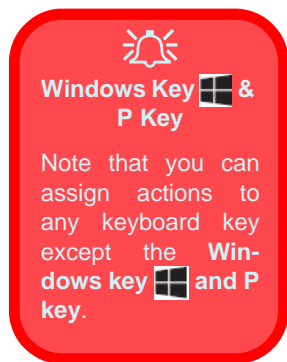 Windows Key &
P Key
Note that you can
assign actions to
any keyboard key
except the Win-
dows key and P
key.